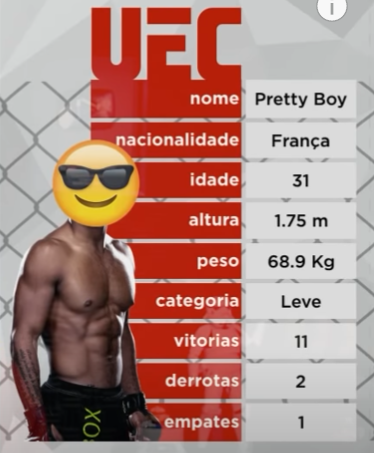 UFC
nome Pretty Boy
nacionalidade França
idade 31
altura 1.75 m
peso 68.9 Kg
categoria Leve
vitorias 11
derrotas 2
empates 1